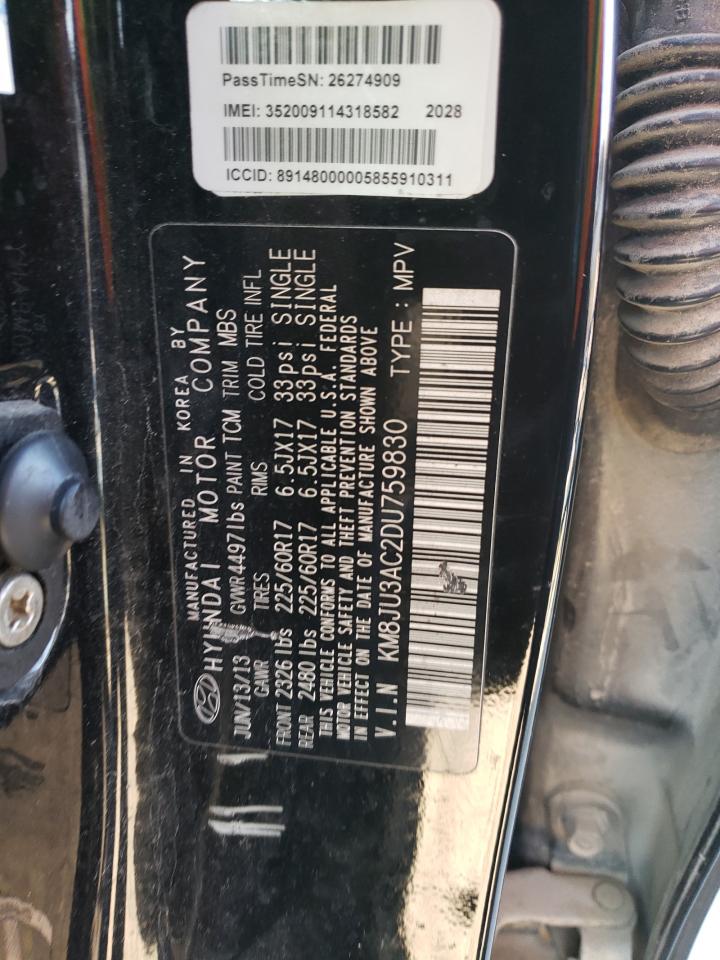 PassTimeSN: 26274909
IMEI: 352009114318582 2028
ICCID: 89148000005855910311
MANUFACTURED IN KOREA BY
HYUNDAI MOTOR COMPANY
JUN/13/13 GVWR 4497lbs PAINT TCM TRIM MBS
GAWR TIRES RIMS COLD TIRE INFL
FRONT 2326 lbs 225/60R17 6.5JX17 33psi SINGLE
REAR 2480 lbs 225/60R17 6.5JX17 33psi SINGLE
THIS VEHICLE CONFORMS TO ALL APPLICABLE U.S.A. FEDERAL
MOTOR VEHICLE SAFETY AND THEFT PREVENTION STANDARDS
IN EFFECT ON THE DATE OF MANUFACTURE SHOWN ABOVE
V.I.N KM8JU3AC2DU759830 TYPE : MPV